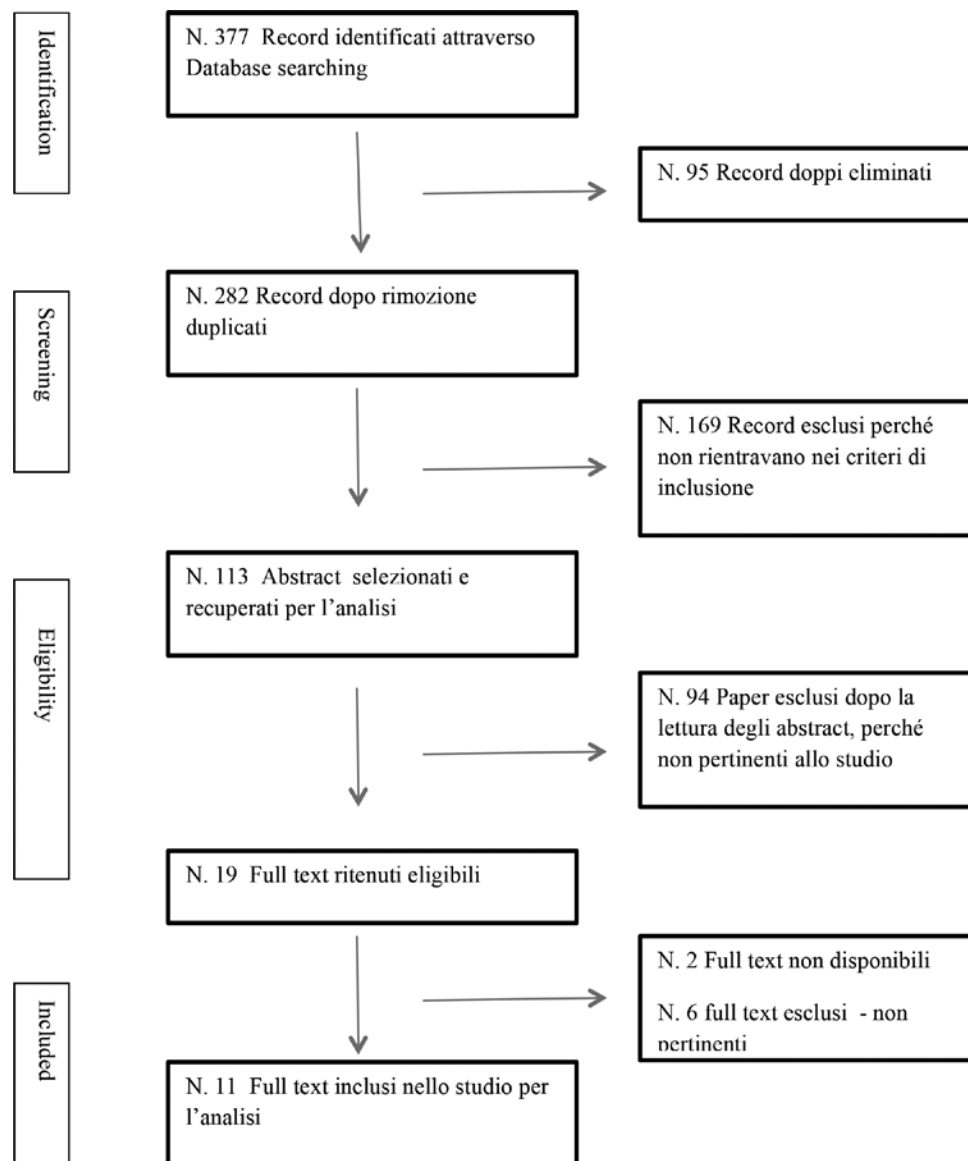 Identification
N. 377 Record identificati attraverso
Database searching
N. 95 Record doppi eliminati
Screening
N. 282 Record dopo rimozione
duplicati
N. 169 Record esclusi perché
non rientravano nei criteri di
inclusione
Eligibility
N. 113 Abstract selezionati e
recuperati per l'analisi
N. 94 Paper esclusi dopo la
lettura degli abstract, perché
non pertinenti allo studio
N. 19 Full text ritenuti eligibili
N. 2 Full text non disponibili
N. 6 full text esclusi - non
pertinenti
Included
N. 11 Full text inclusi nello studio per
l'analisi